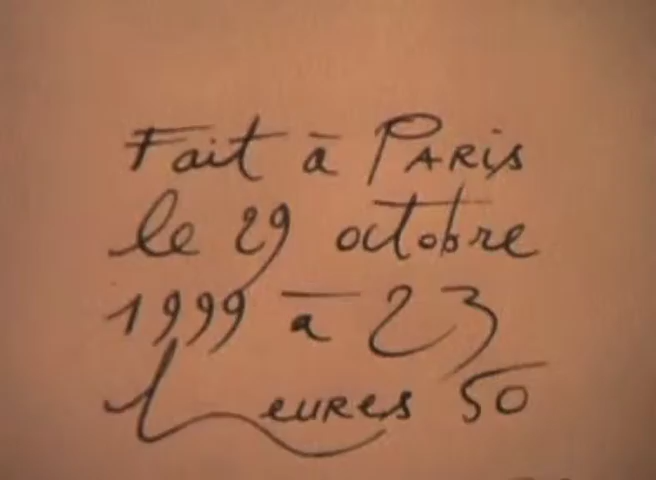 Fait à PARis
le 29 octobre
1999 à 23
heures 50